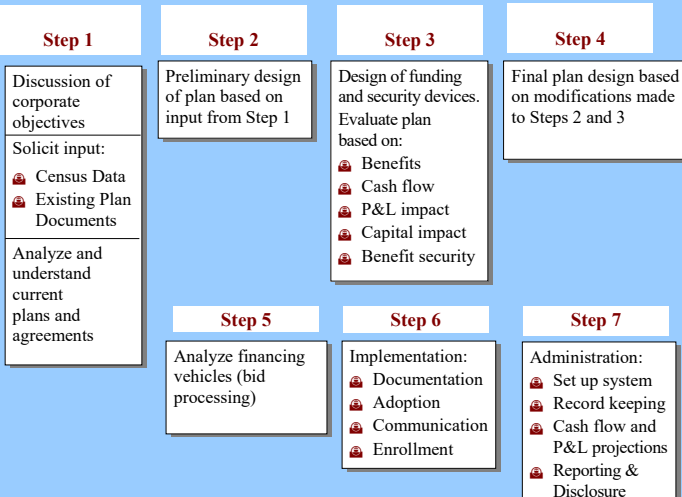 Step 1
Discussion of
corporate
objectives
Solicit input:
Census Data
Existing Plan
Documents
Analyze and
understand
current
plans and
agreements
Step 2
Preliminary design
of plan based on
input from Step 1
Step 3
Design of funding
and security devices.
Evaluate plan
based on:
Benefits
Cash flow
P&L impact
Capital impact
Benefit security
Step 4
Final plan design based
on modifications made
to Steps 2 and 3
Step 5
Analyze financing
vehicles (bid
processing)
Step 6
Implementation:
Documentation
Adoption
Communication
Enrollment
Step 7
Administration:
Set up system
Record keeping
Cash flow and
P&L projections
Reporting &
Disclosure